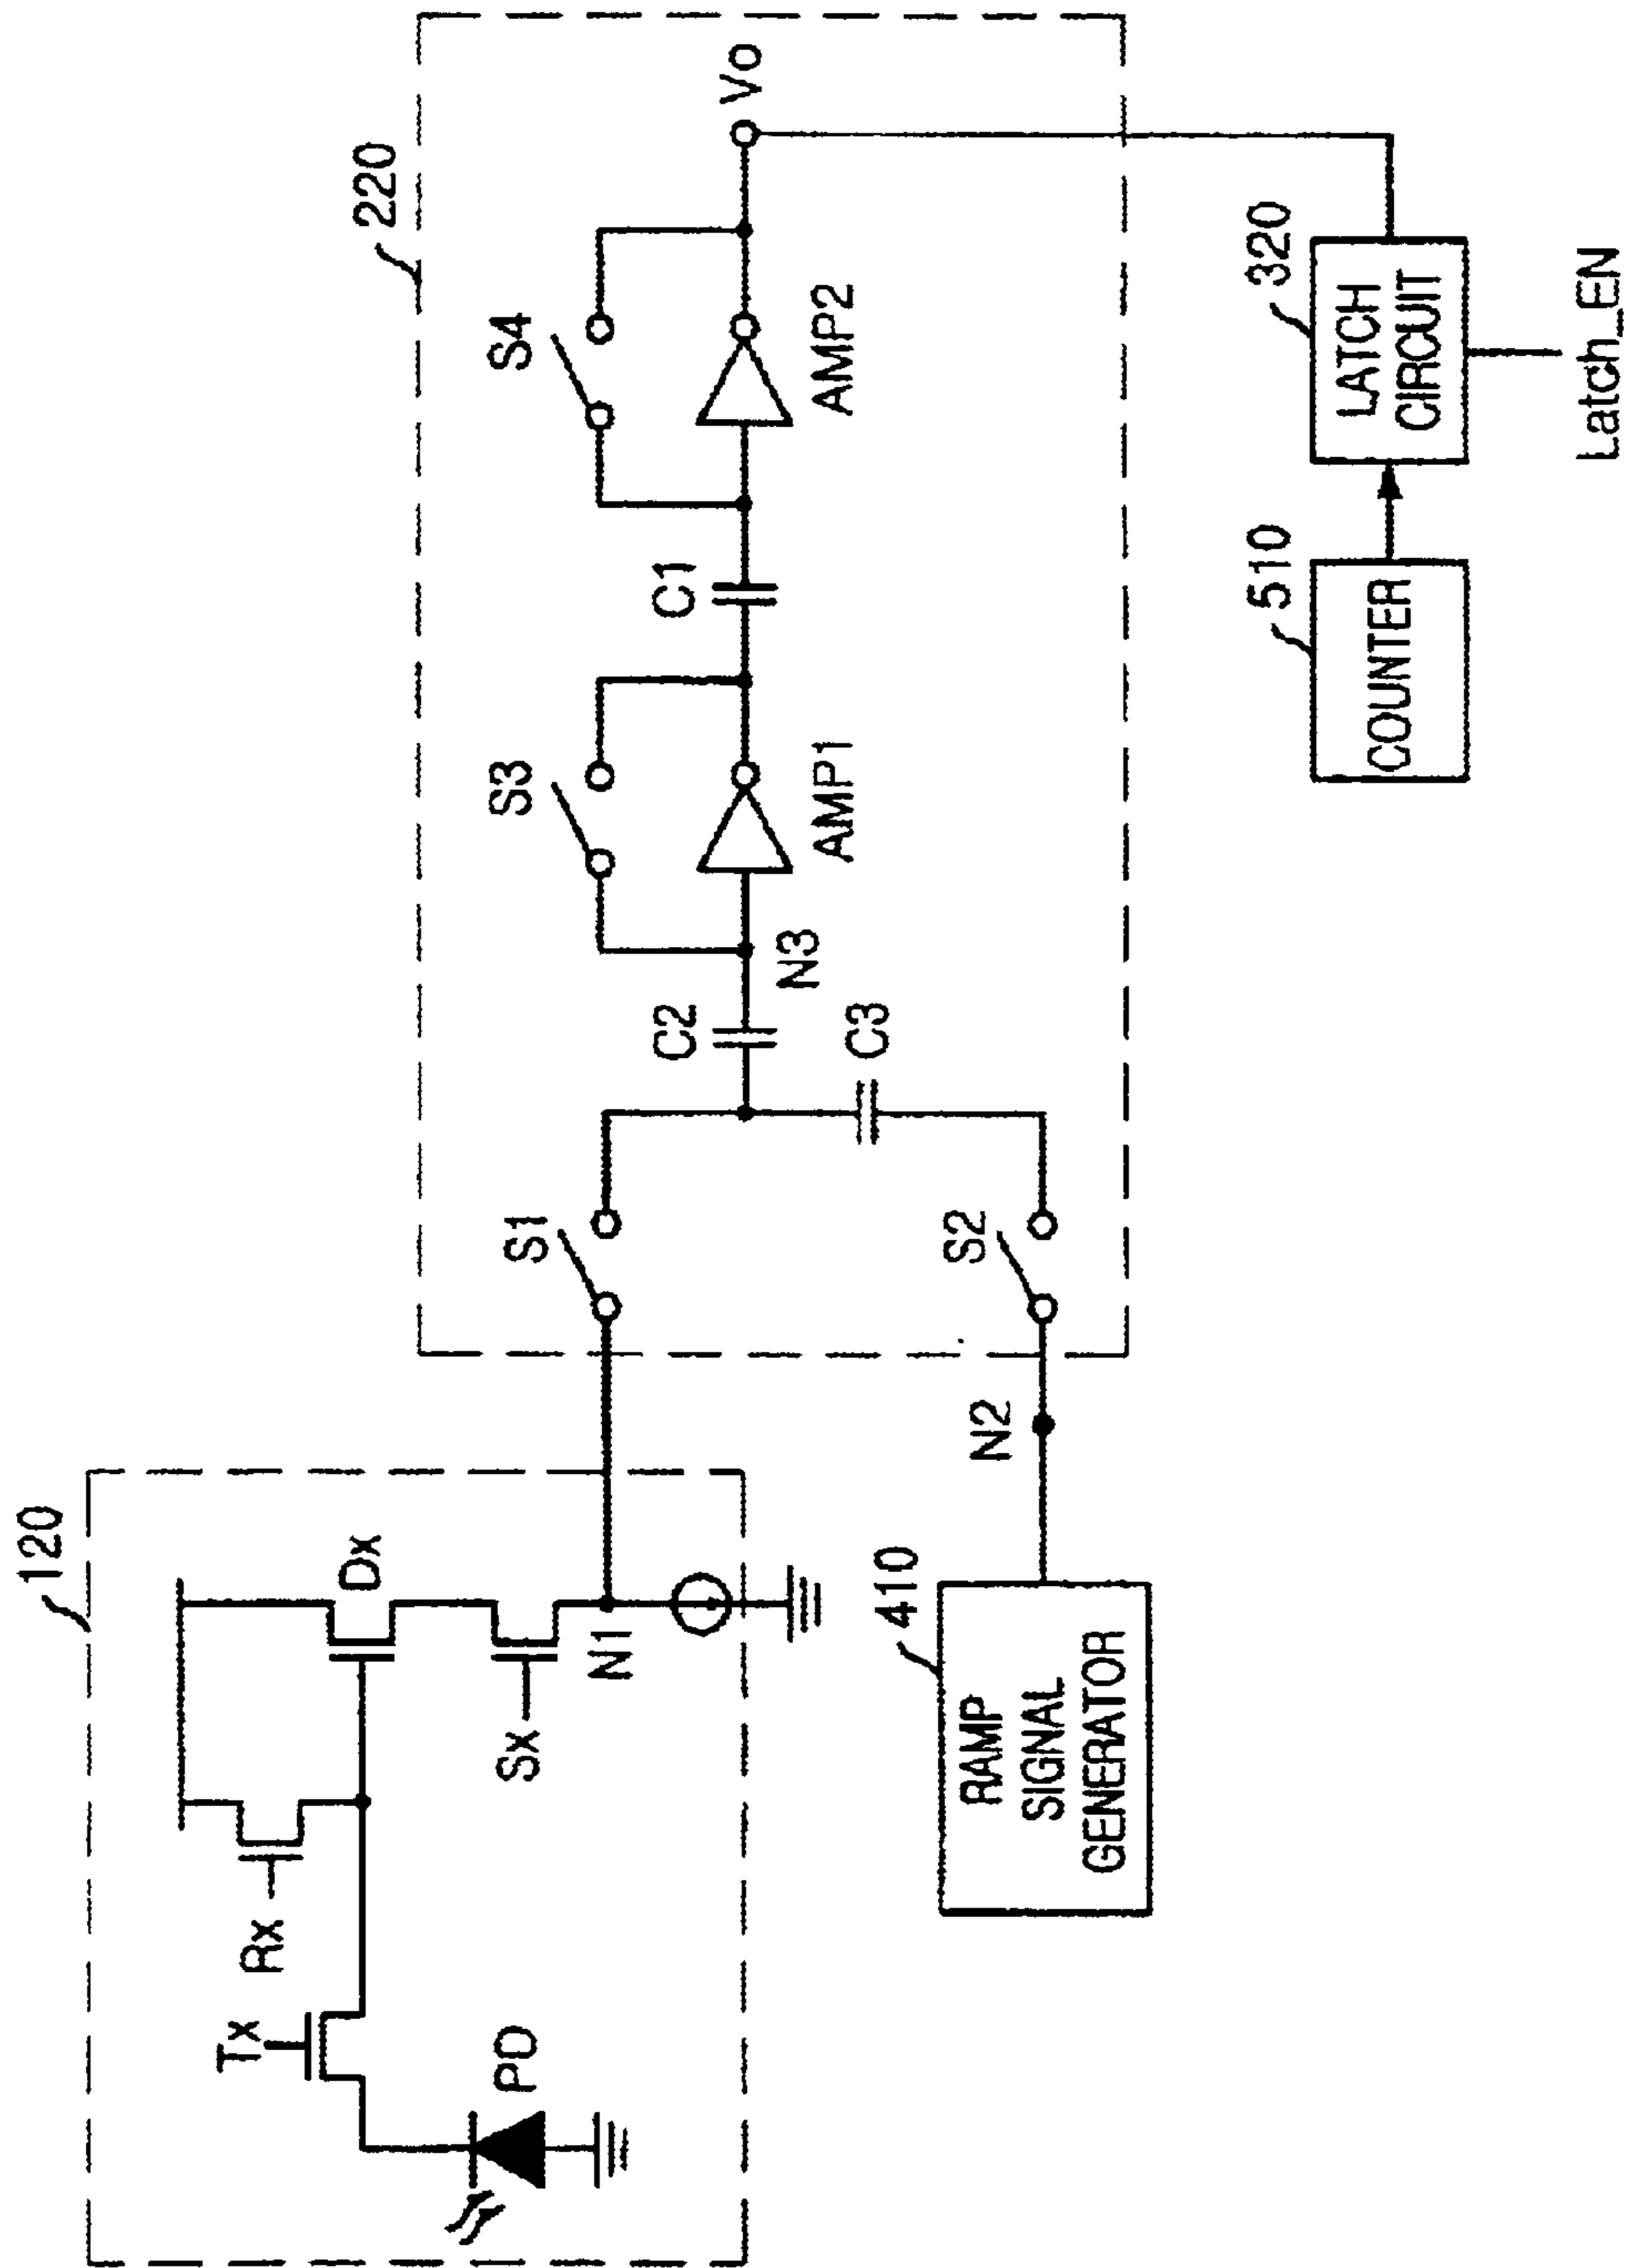 120
Tx
Rx
PD
Dx
Sx
N1
410
RAMP
SIGNAL
GENERATOR
N2
220
S1
S2
C2
C3
N3
S3
AMP1
C1
S4
AMP2
Vo
510
COUNTER
320
LATCH
CIRCUIT
Latch_EN